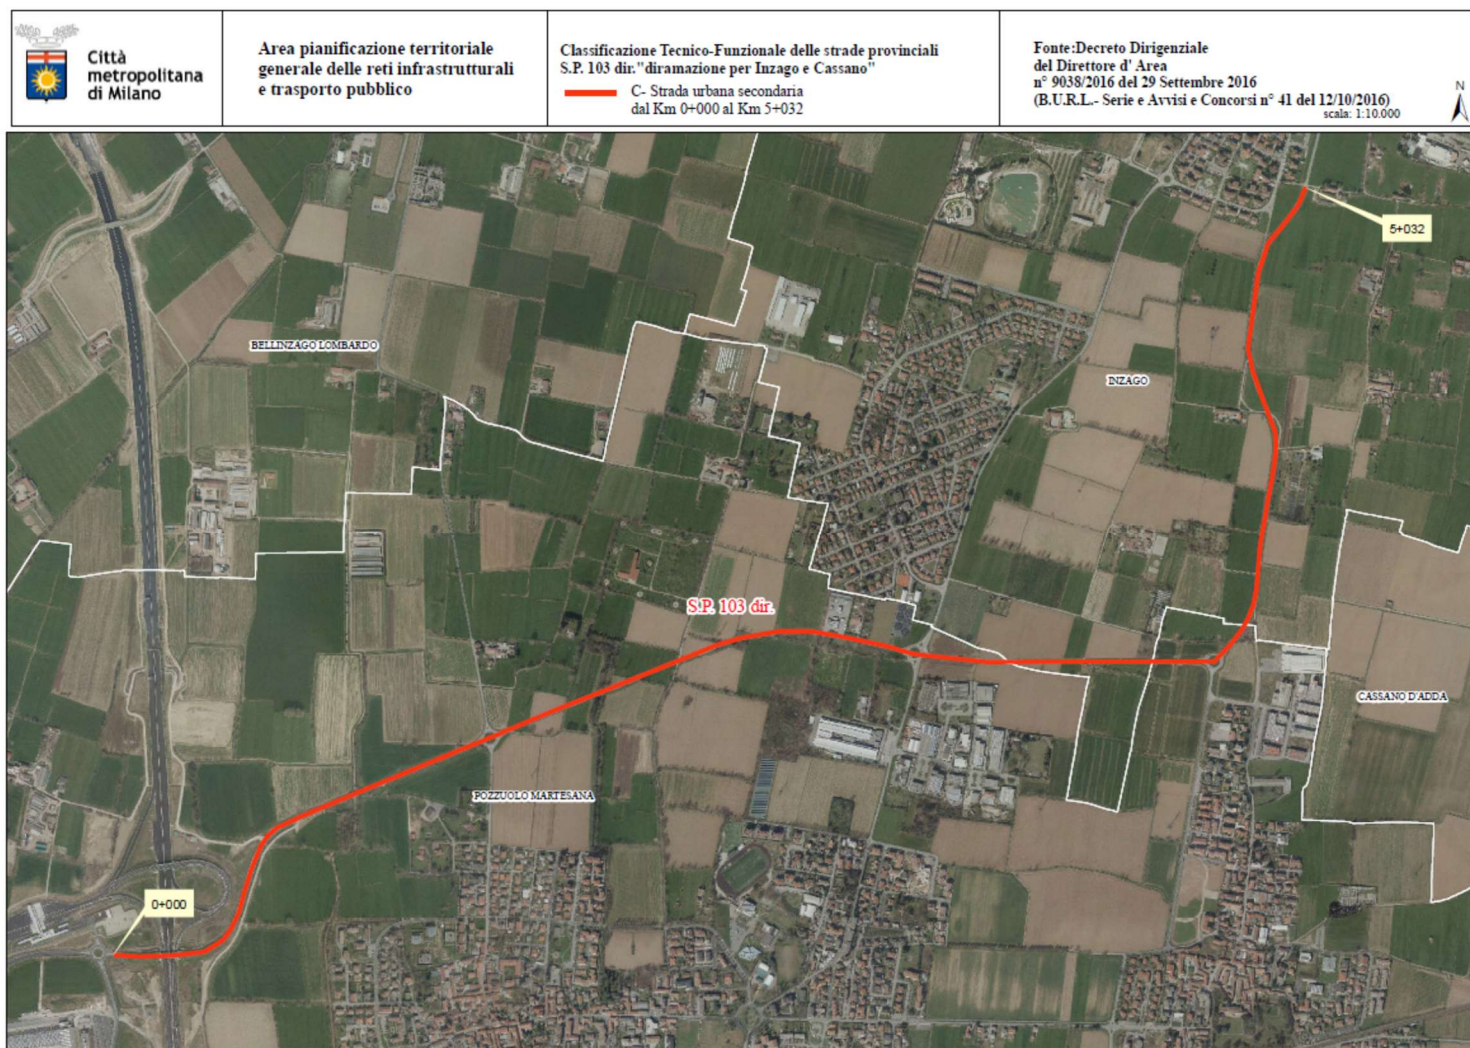 Città
metropolitana
di Milano
Area pianificazione territoriale
generale delle reti infrastrutturali
e trasporto pubblico
Classificazione Tecnico-Funzionale delle strade provinciali
S.P. 103 dir."diramazione per Inzago e Cassano"
C- Strada urbana secondaria
dal Km 0+000 al Km 5+032
Fonte:Decreto Dirigenziale
del Direttore d' Area
n° 9038/2016 del 29 Settembre 2016
(B.U.R.L.- Serie e Avvisi e Concorsi n° 41 del 12/10/2016)
scala: 1:10.000
N
5+032
BELLINZAGO LOMBARDO
INZAGO
S.P. 103 dir.
CASSANO D'ADDA
POZZUOLO MARTESANA
0+000